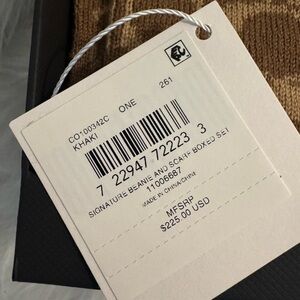 CO100342C ONE 261
KHAKI
7 22947 72223 3
SIGNATURE BEANIE AND SCARF BOXED SET
11006687
MADE IN CHINA/CHINE
MFSRP
$225.00 USD